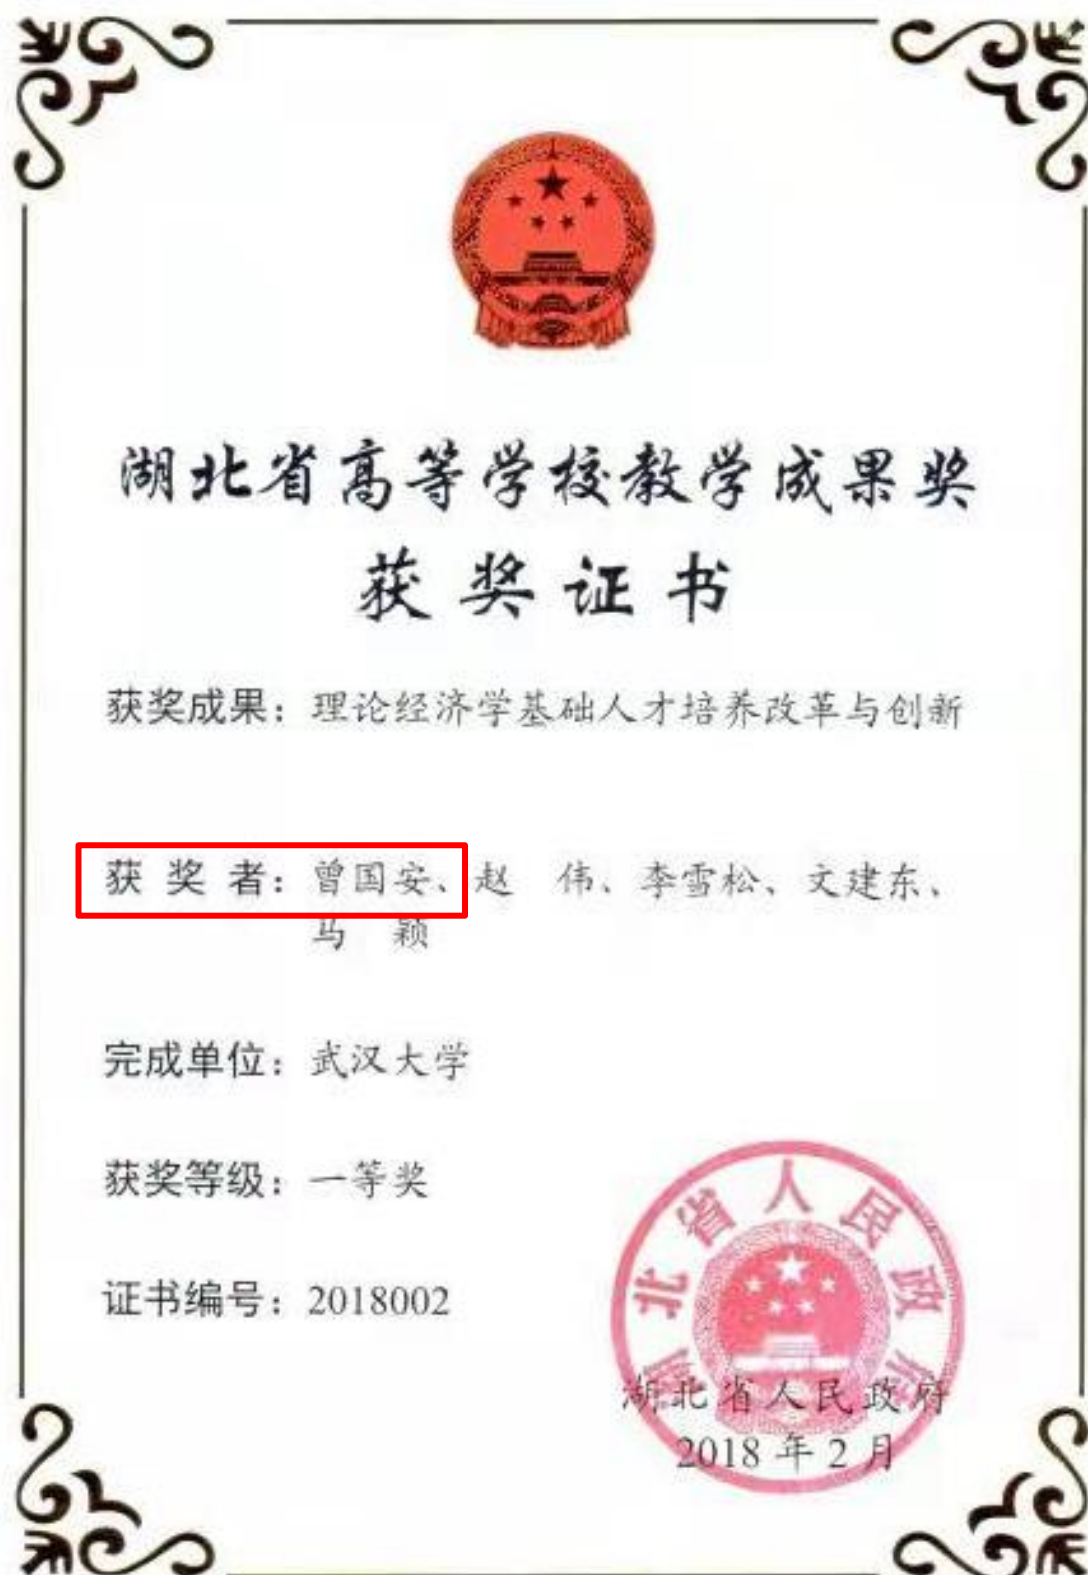 湖北省高等学校教学成果奖
获奖证书
获奖成果：理论经济学基础人才培养改革与创新
获 奖 者：曾国安、赵　伟、李雪松、文建东、
马　颖
完成单位：武汉大学
获奖等级：一等奖
证书编号：2018002
湖北省人民政府
湖北省人民政府
2018 年 2 月